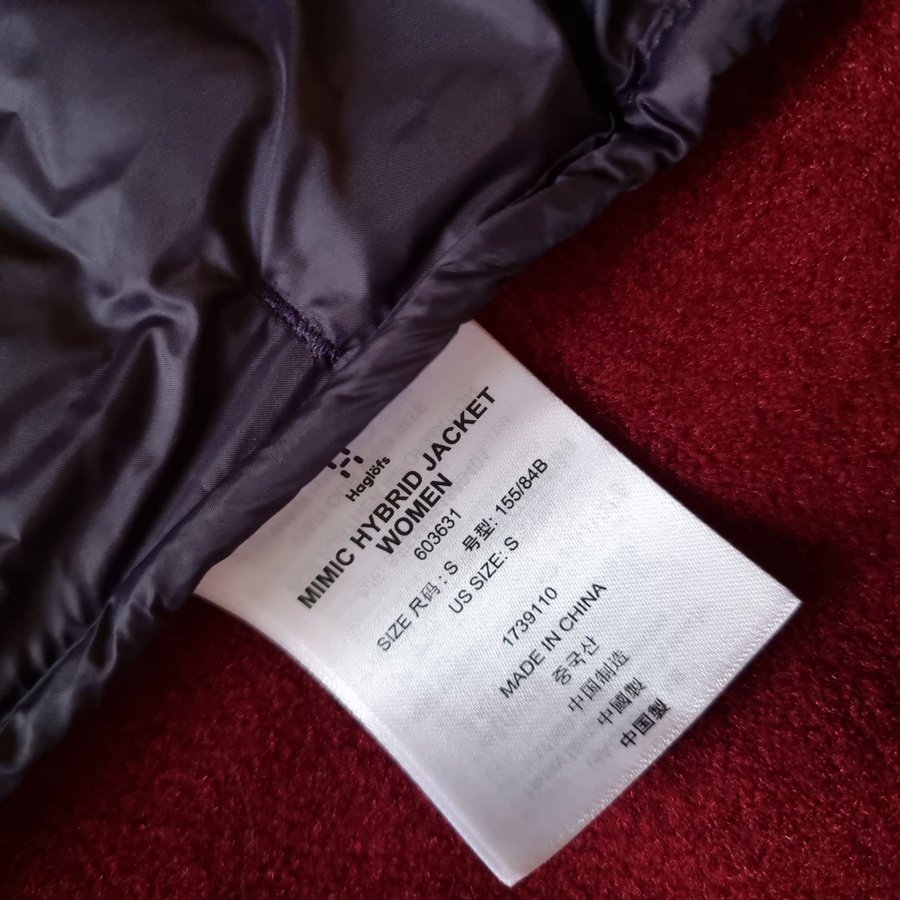 Haglöfs
MIMIC HYBRID JACKET
WOMEN
603631
SIZE 尺码 : S 号型: 155/84B
US SIZE: S
1739110
MADE IN CHINA
중국산
中国制造
中國製
中国製